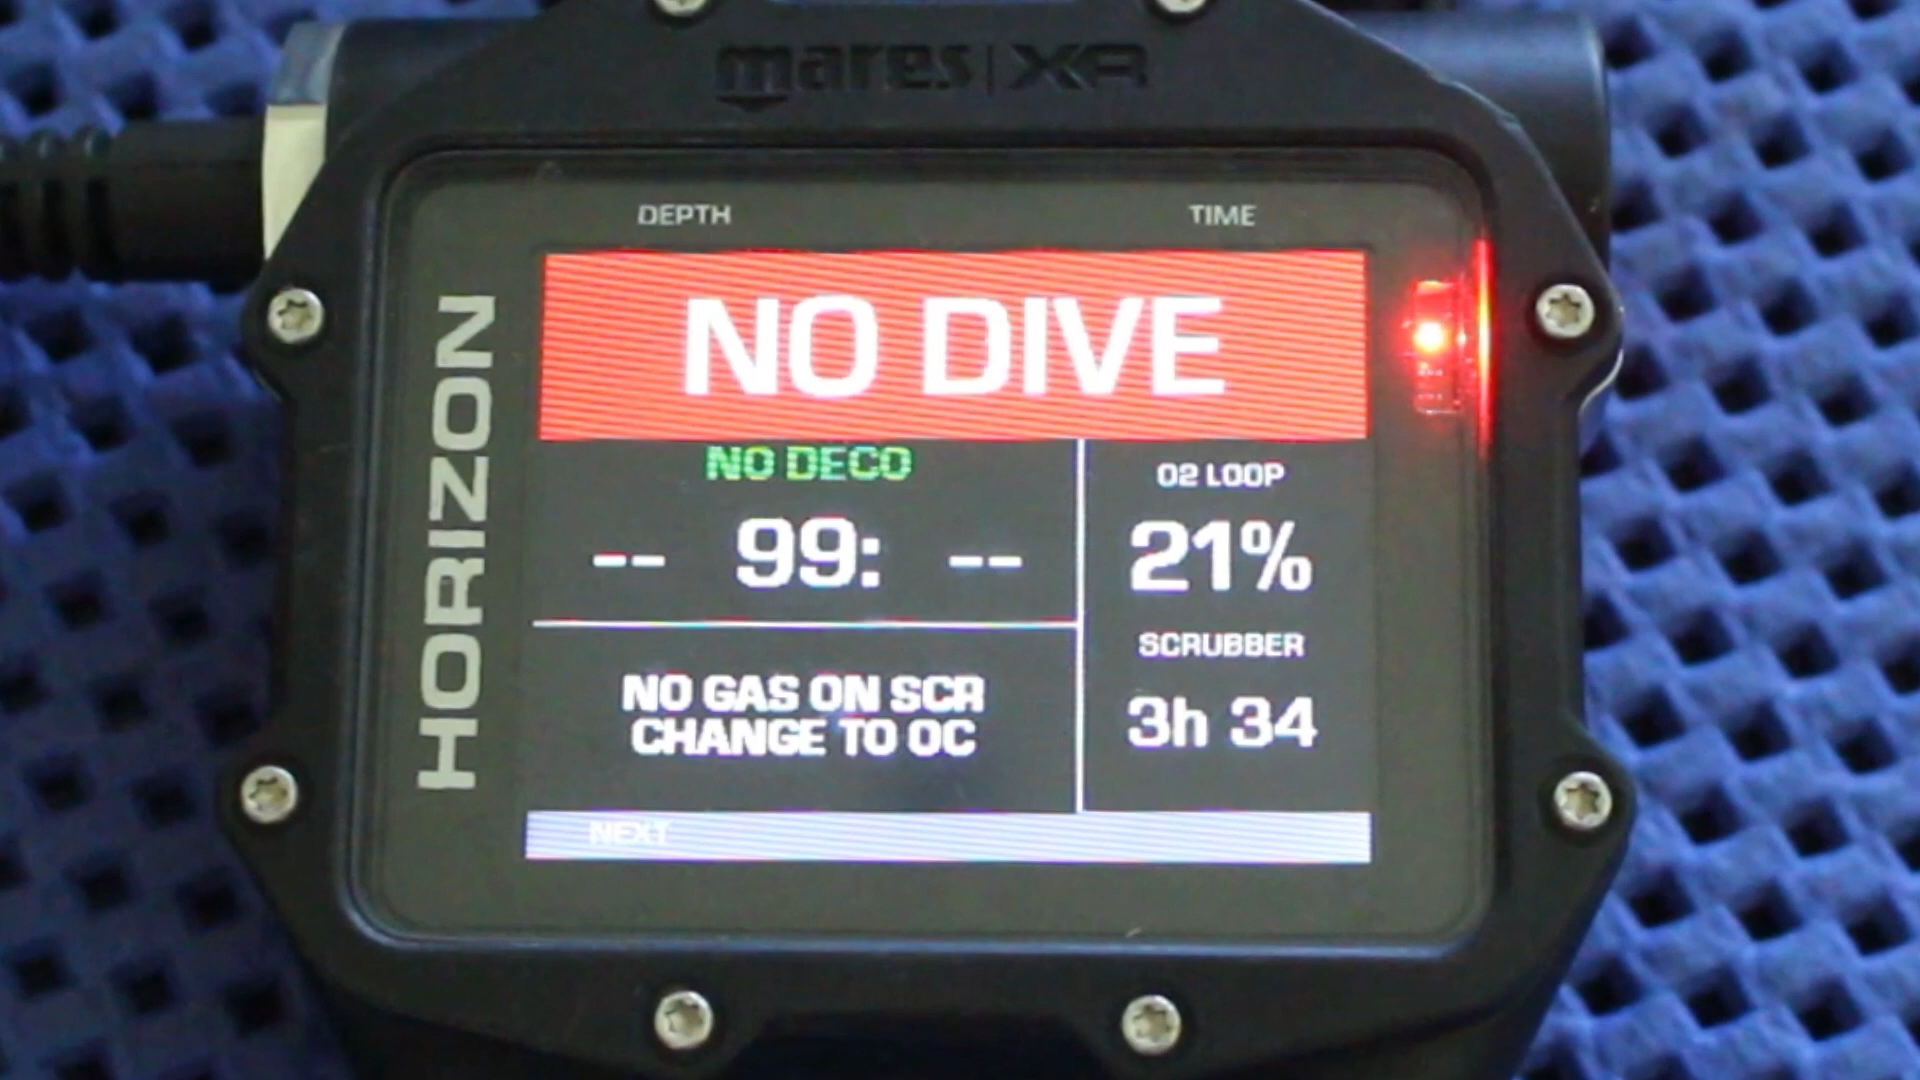 mares | XR
DEPTH TIME
HORIZON
NO DIVE
NO DECO
-- 99: --
O2 LOOP
21%
SCRUBBER
3h 34
NO GAS ON SCR
CHANGE TO OC
NEXT